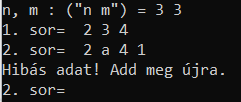 n, m : ("n m") = 3 3
1. sor=  2 3 4
2. sor=  2 a 4 1
Hibás adat! Add meg újra.
2. sor=